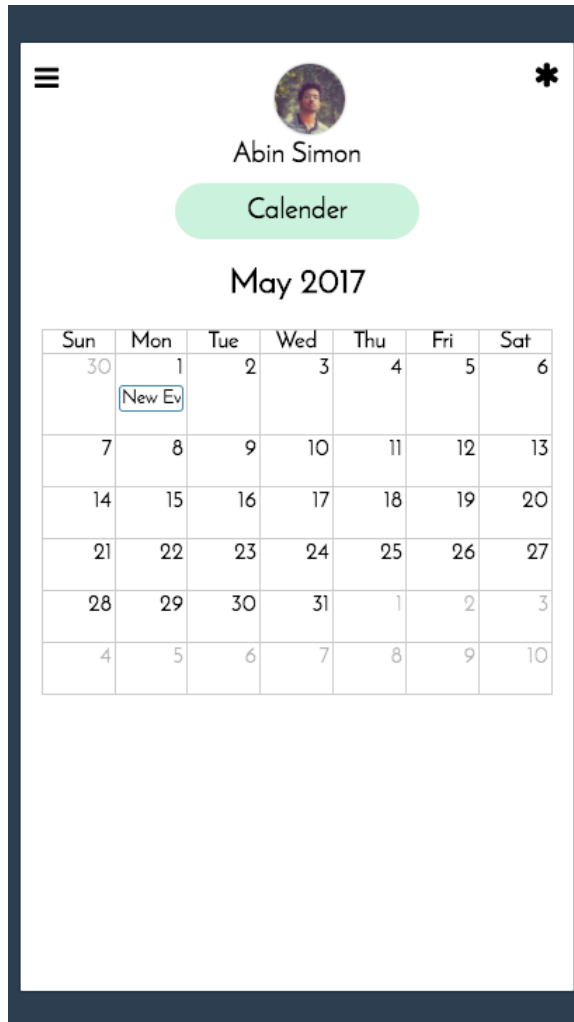 Abin Simon
Calender
May 2017
Sun Mon Tue Wed Thu Fri Sat
30 1 2 3 4 5 6
New Ev
7 8 9 10 11 12 13
14 15 16 17 18 19 20
21 22 23 24 25 26 27
28 29 30 31 1 2 3
4 5 6 7 8 9 10